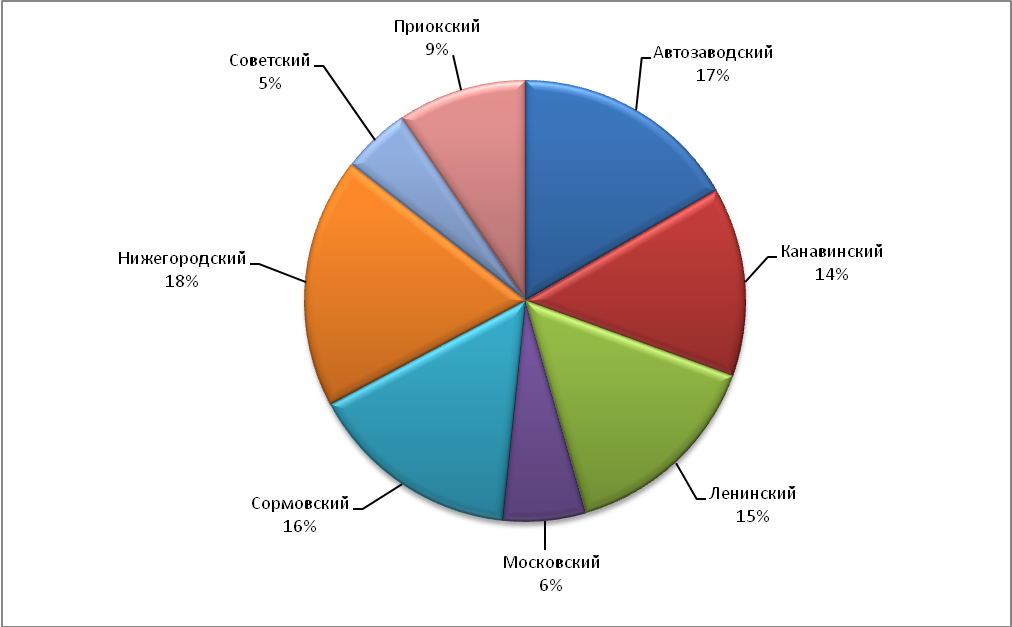 Приокский
9%
Автозаводский
17%
Советский
5%
Канавинский
14%
Нижегородский
18%
Ленинский
15%
Сормовский
16%
Московский
6%